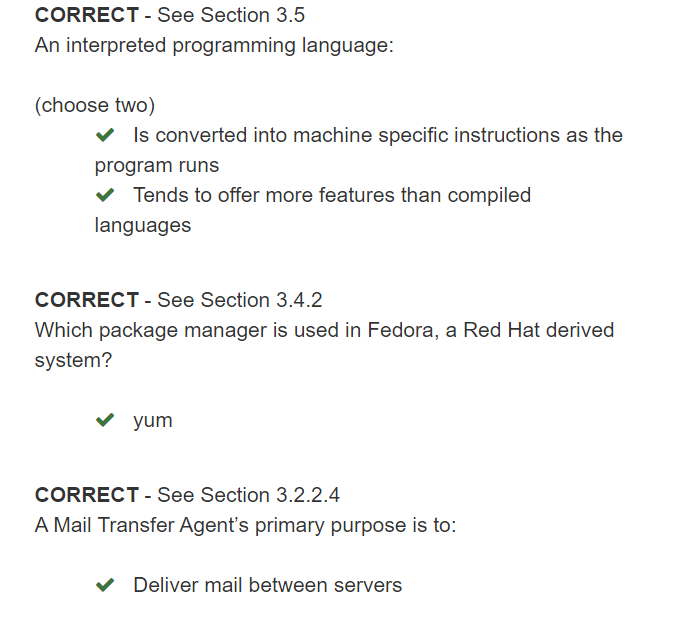 CORRECT - See Section 3.5
An interpreted programming language:
(choose two)
Is converted into machine specific instructions as the
program runs
Tends to offer more features than compiled
languages
CORRECT - See Section 3.4.2
Which package manager is used in Fedora, a Red Hat derived
system?
yum
CORRECT - See Section 3.2.2.4
A Mail Transfer Agent’s primary purpose is to:
Deliver mail between servers